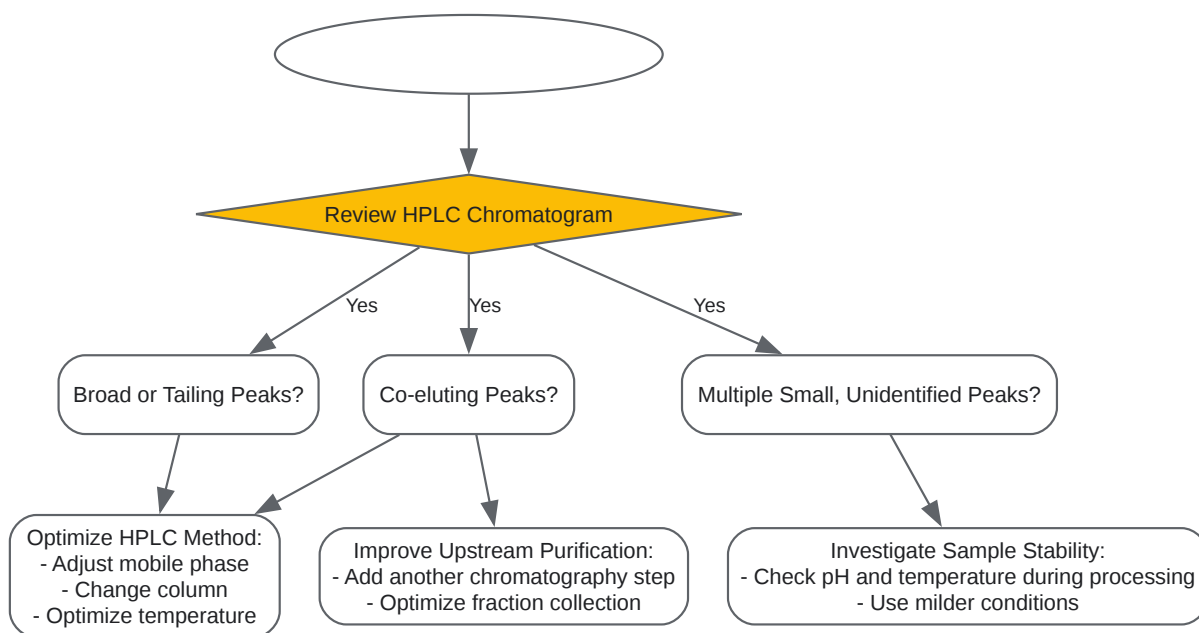 Review HPLC Chromatogram
Yes
Yes
Yes
Broad or Tailing Peaks?
Co-eluting Peaks?
Multiple Small, Unidentified Peaks?
Optimize HPLC Method:
- Adjust mobile phase
- Change column
- Optimize temperature
Improve Upstream Purification:
- Add another chromatography step
- Optimize fraction collection
Investigate Sample Stability:
- Check pH and temperature during processing
- Use milder conditions